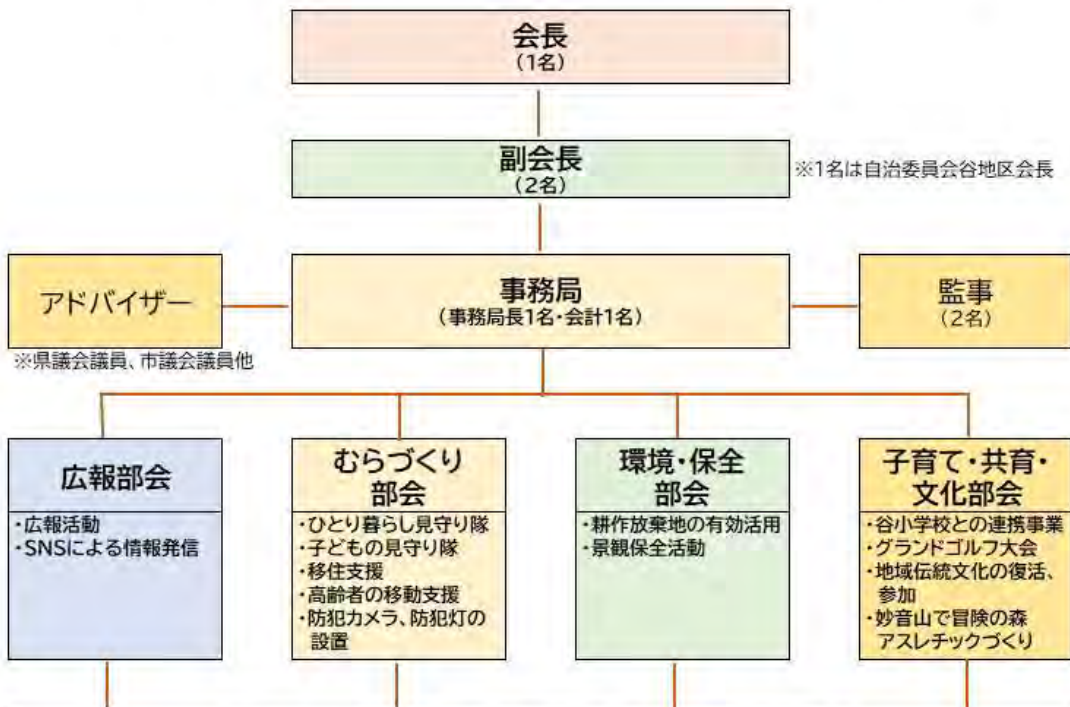 会長
(1名)
副会長
(2名)
※1名は自治委員会谷地区会長
アドバイザー
※県議会議員、市議会議員他
事務局
(事務局長1名・会計1名)
監事
(2名)
広報部会
・広報活動
・SNSによる情報発信
むらづくり
部会
・ひとり暮らし見守り隊
・子どもの見守り隊
・移住支援
・高齢者の移動支援
・防犯カメラ、防犯灯の
設置
環境・保全
部会
・耕作放棄地の有効活用
・景観保全活動
子育て・共育・
文化部会
・谷小学校との連携事業
・グランドゴルフ大会
・地域伝統文化の復活、
参加
・妙音山で冒険の森
アスレチックづくり